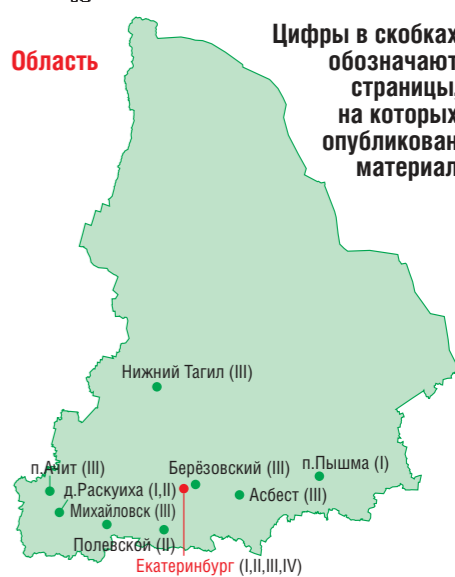 Цифры в скобках
обозначают
страницы,
на которых
опубликован
материал
Область
Нижний Тагил (III)
п.Ачит (III)
Берёзовский (III)
п.Пышма (I)
д.Раскуиха (I,II)
Асбест (III)
Михайловск (III)
Полевской (II)
Екатеринбург (I,II,III,IV)